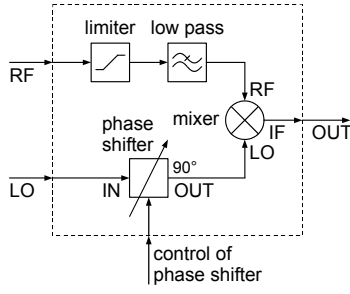 limiter low pass
RF
RF
mixer
IF OUT
LO
phase
shifter
90°
LO IN OUT
control of
phase shifter